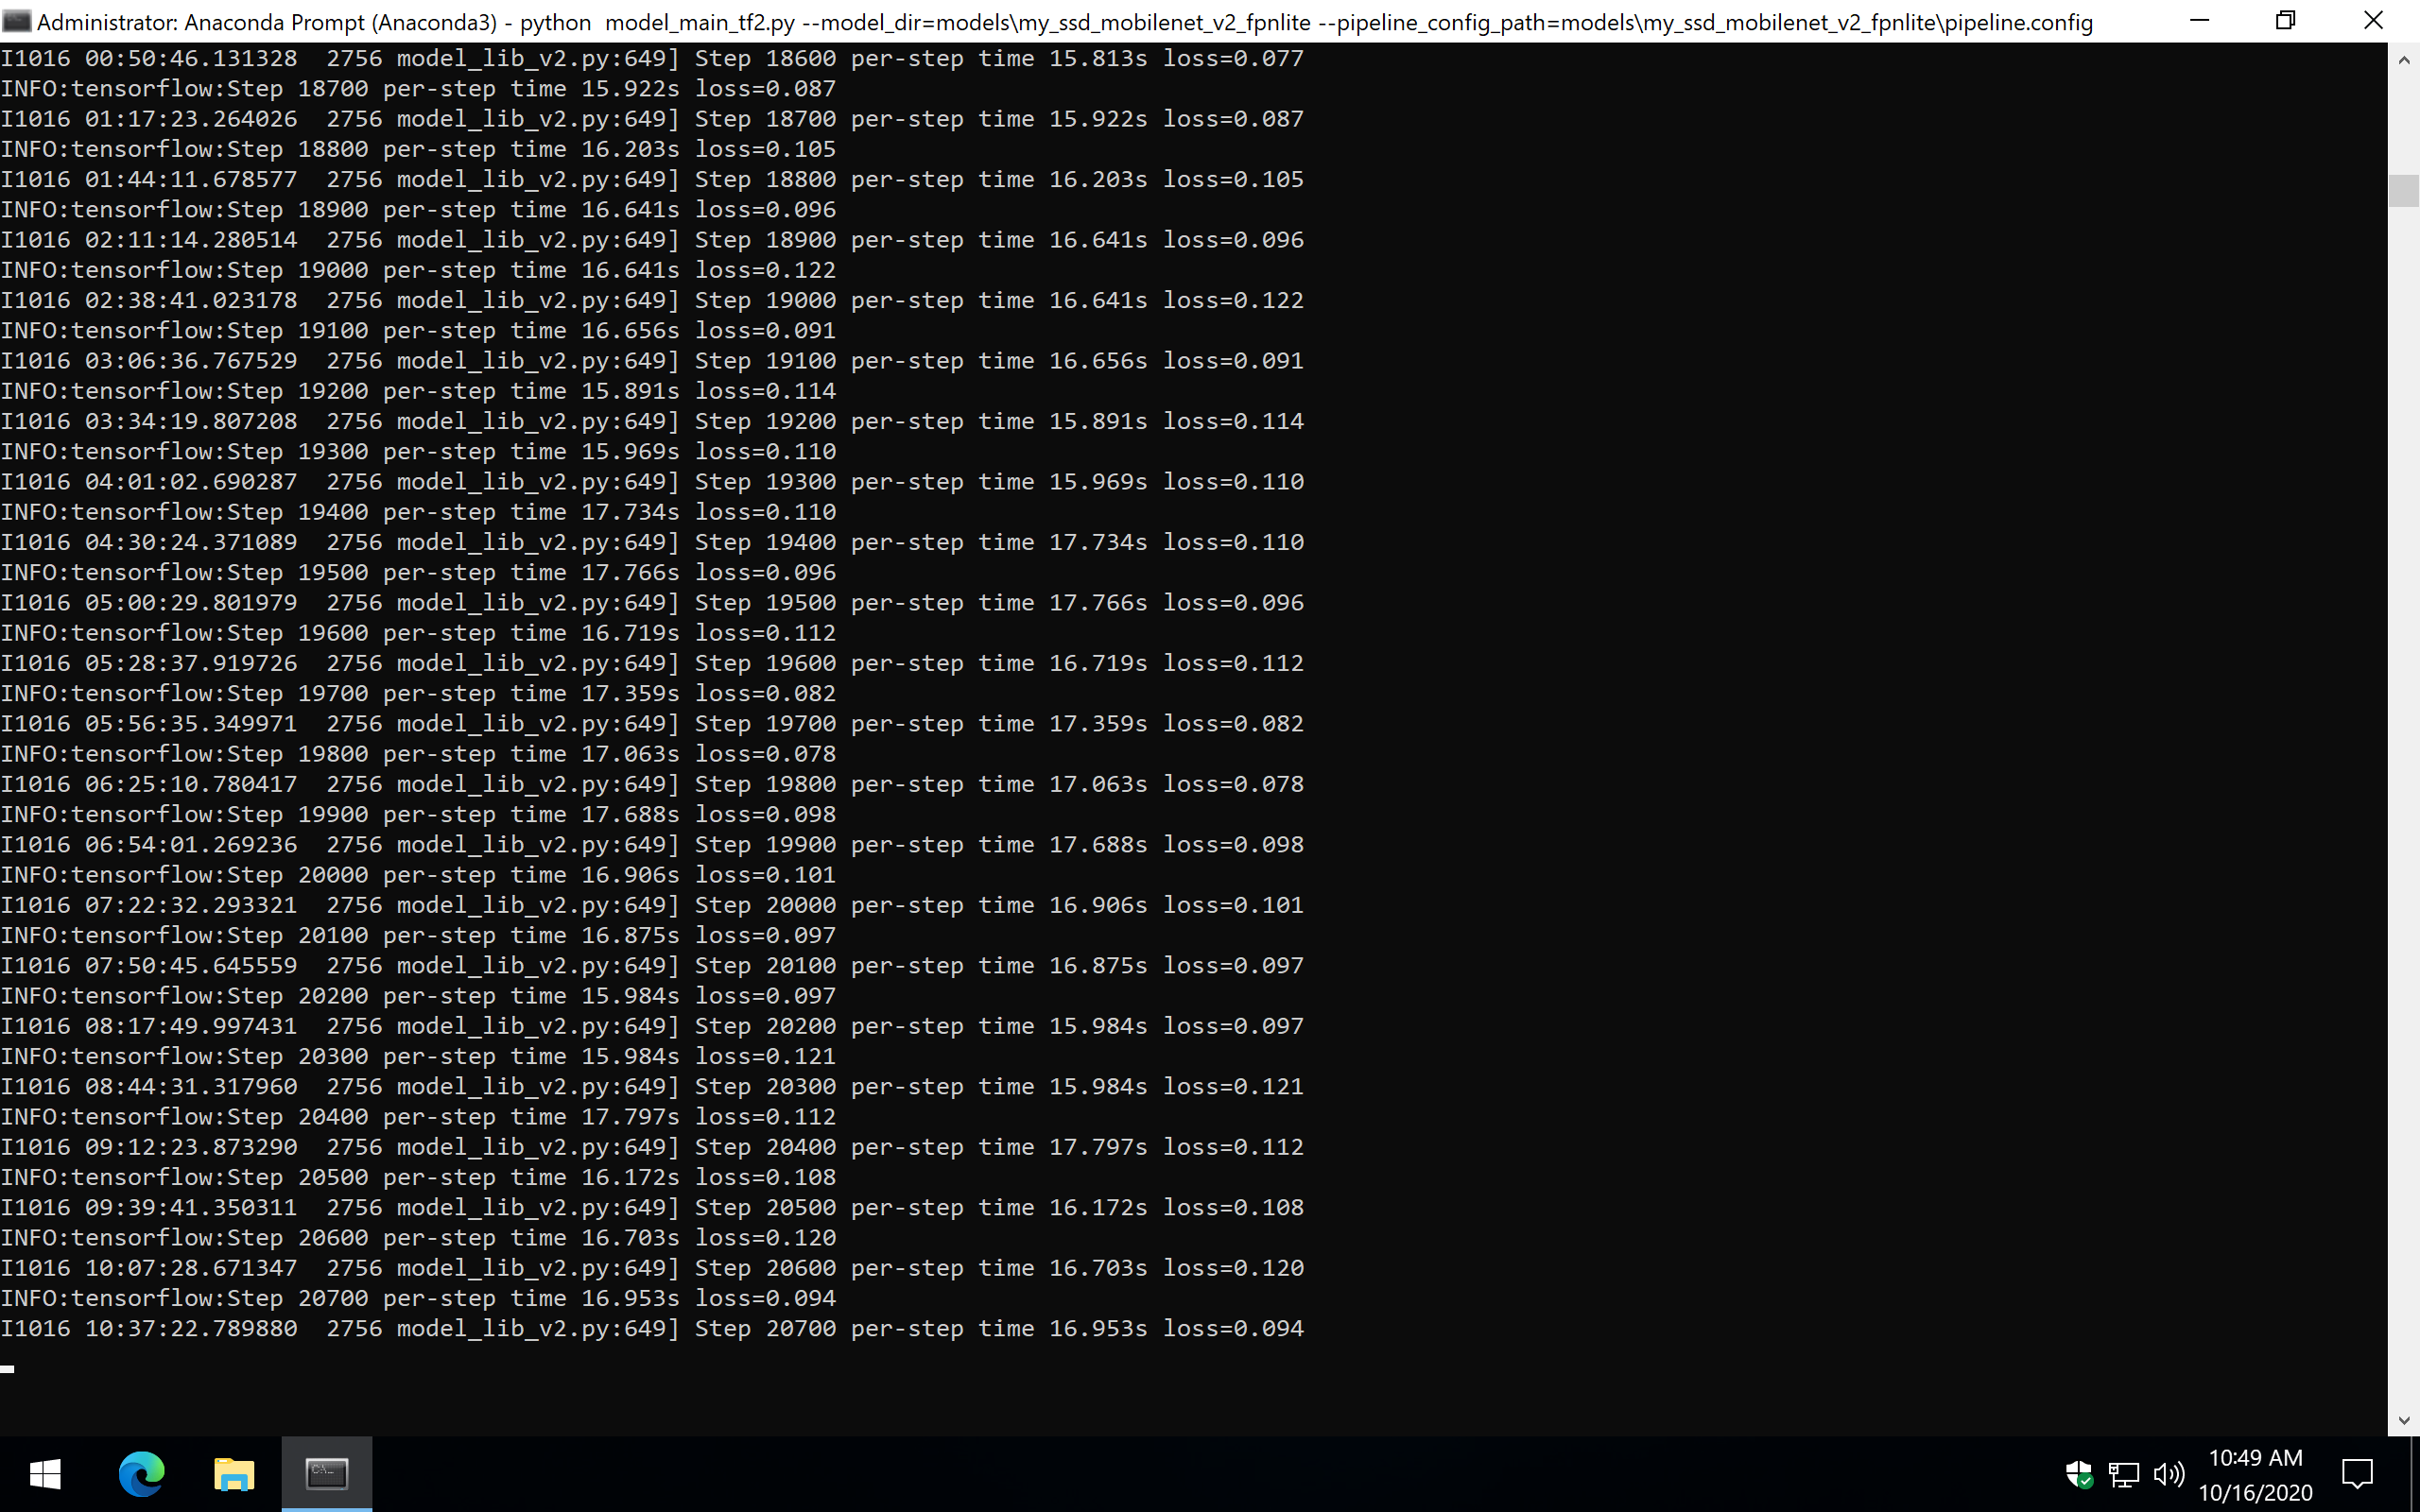 Administrator: Anaconda Prompt (Anaconda3) - python  model_main_tf2.py --model_dir=models\my_ssd_mobilenet_v2_fpnlite --pipeline_config_path=models\my_ssd_mobilenet_v2_fpnlite\pipeline.config
I1016 00:50:46.131328  2756 model_lib_v2.py:649] Step 18600 per-step time 15.813s loss=0.077
INFO:tensorflow:Step 18700 per-step time 15.922s loss=0.087
I1016 01:17:23.264026  2756 model_lib_v2.py:649] Step 18700 per-step time 15.922s loss=0.087
INFO:tensorflow:Step 18800 per-step time 16.203s loss=0.105
I1016 01:44:11.678577  2756 model_lib_v2.py:649] Step 18800 per-step time 16.203s loss=0.105
INFO:tensorflow:Step 18900 per-step time 16.641s loss=0.096
I1016 02:11:14.280514  2756 model_lib_v2.py:649] Step 18900 per-step time 16.641s loss=0.096
INFO:tensorflow:Step 19000 per-step time 16.641s loss=0.122
I1016 02:38:41.023178  2756 model_lib_v2.py:649] Step 19000 per-step time 16.641s loss=0.122
INFO:tensorflow:Step 19100 per-step time 16.656s loss=0.091
I1016 03:06:36.767529  2756 model_lib_v2.py:649] Step 19100 per-step time 16.656s loss=0.091
INFO:tensorflow:Step 19200 per-step time 15.891s loss=0.114
I1016 03:34:19.807208  2756 model_lib_v2.py:649] Step 19200 per-step time 15.891s loss=0.114
INFO:tensorflow:Step 19300 per-step time 15.969s loss=0.110
I1016 04:01:02.690287  2756 model_lib_v2.py:649] Step 19300 per-step time 15.969s loss=0.110
INFO:tensorflow:Step 19400 per-step time 17.734s loss=0.110
I1016 04:30:24.371089  2756 model_lib_v2.py:649] Step 19400 per-step time 17.734s loss=0.110
INFO:tensorflow:Step 19500 per-step time 17.766s loss=0.096
I1016 05:00:29.801979  2756 model_lib_v2.py:649] Step 19500 per-step time 17.766s loss=0.096
INFO:tensorflow:Step 19600 per-step time 16.719s loss=0.112
I1016 05:28:37.919726  2756 model_lib_v2.py:649] Step 19600 per-step time 16.719s loss=0.112
INFO:tensorflow:Step 19700 per-step time 17.359s loss=0.082
I1016 05:56:35.349971  2756 model_lib_v2.py:649] Step 19700 per-step time 17.359s loss=0.082
INFO:tensorflow:Step 19800 per-step time 17.063s loss=0.078
I1016 06:25:10.780417  2756 model_lib_v2.py:649] Step 19800 per-step time 17.063s loss=0.078
INFO:tensorflow:Step 19900 per-step time 17.688s loss=0.098
I1016 06:54:01.269236  2756 model_lib_v2.py:649] Step 19900 per-step time 17.688s loss=0.098
INFO:tensorflow:Step 20000 per-step time 16.906s loss=0.101
I1016 07:22:32.293321  2756 model_lib_v2.py:649] Step 20000 per-step time 16.906s loss=0.101
INFO:tensorflow:Step 20100 per-step time 16.875s loss=0.097
I1016 07:50:45.645559  2756 model_lib_v2.py:649] Step 20100 per-step time 16.875s loss=0.097
INFO:tensorflow:Step 20200 per-step time 15.984s loss=0.097
I1016 08:17:49.997431  2756 model_lib_v2.py:649] Step 20200 per-step time 15.984s loss=0.097
INFO:tensorflow:Step 20300 per-step time 15.984s loss=0.121
I1016 08:44:31.317960  2756 model_lib_v2.py:649] Step 20300 per-step time 15.984s loss=0.121
INFO:tensorflow:Step 20400 per-step time 17.797s loss=0.112
I1016 09:12:23.873290  2756 model_lib_v2.py:649] Step 20400 per-step time 17.797s loss=0.112
INFO:tensorflow:Step 20500 per-step time 16.172s loss=0.108
I1016 09:39:41.350311  2756 model_lib_v2.py:649] Step 20500 per-step time 16.172s loss=0.108
INFO:tensorflow:Step 20600 per-step time 16.703s loss=0.120
I1016 10:07:28.671347  2756 model_lib_v2.py:649] Step 20600 per-step time 16.703s loss=0.120
INFO:tensorflow:Step 20700 per-step time 16.953s loss=0.094
I1016 10:37:22.789880  2756 model_lib_v2.py:649] Step 20700 per-step time 16.953s loss=0.094
10:49 AM
10/16/2020